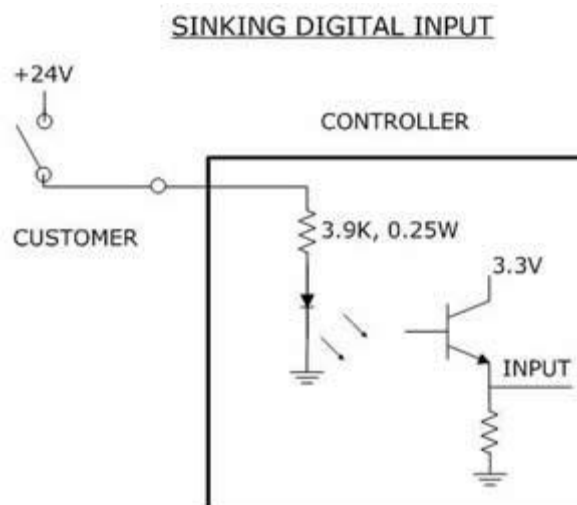 SINKING DIGITAL INPUT
+24V
CONTROLLER
3.9K, 0.25W
CUSTOMER
3.3V
INPUT